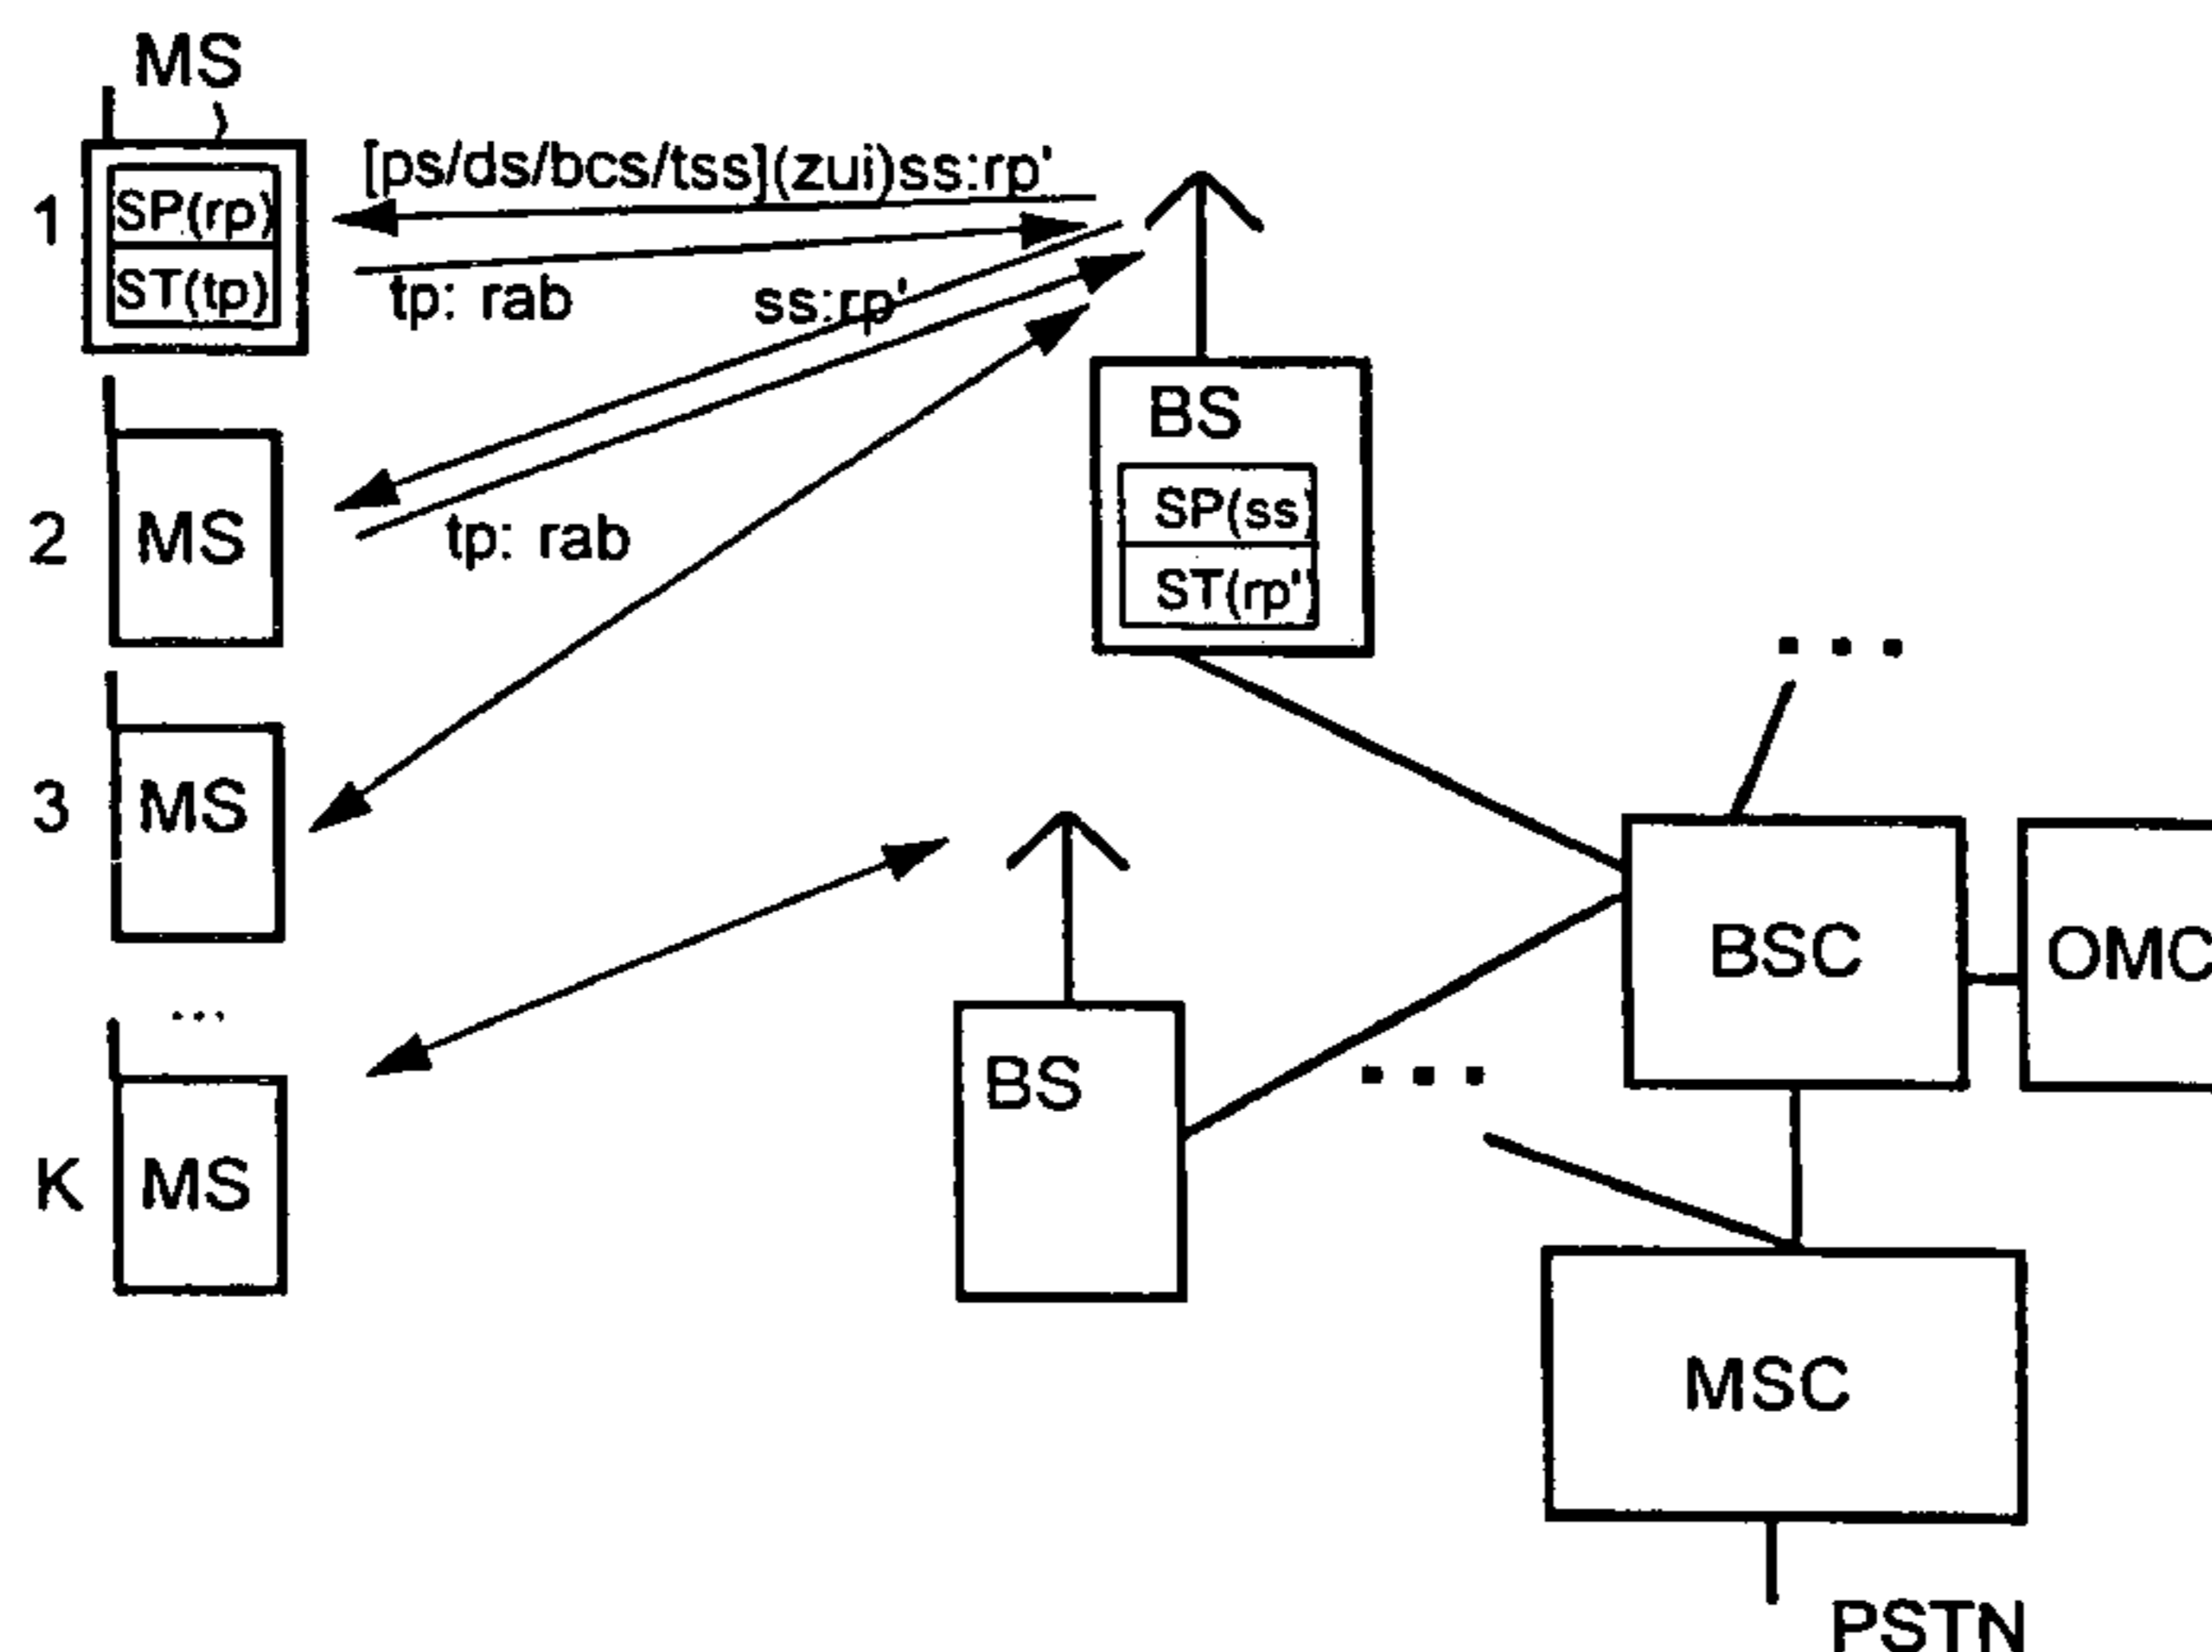 MS
[ps/ds/bcs/tss](zui)ss:rp'
1
SP(rp)
ST(tp)
tp: rab
ss:rp'
BS
SP(ss)
ST(rp')
2
MS
tp: rab
...
3
MS
BSC
OMC
...
BS
...
K
MS
MSC
PSTN